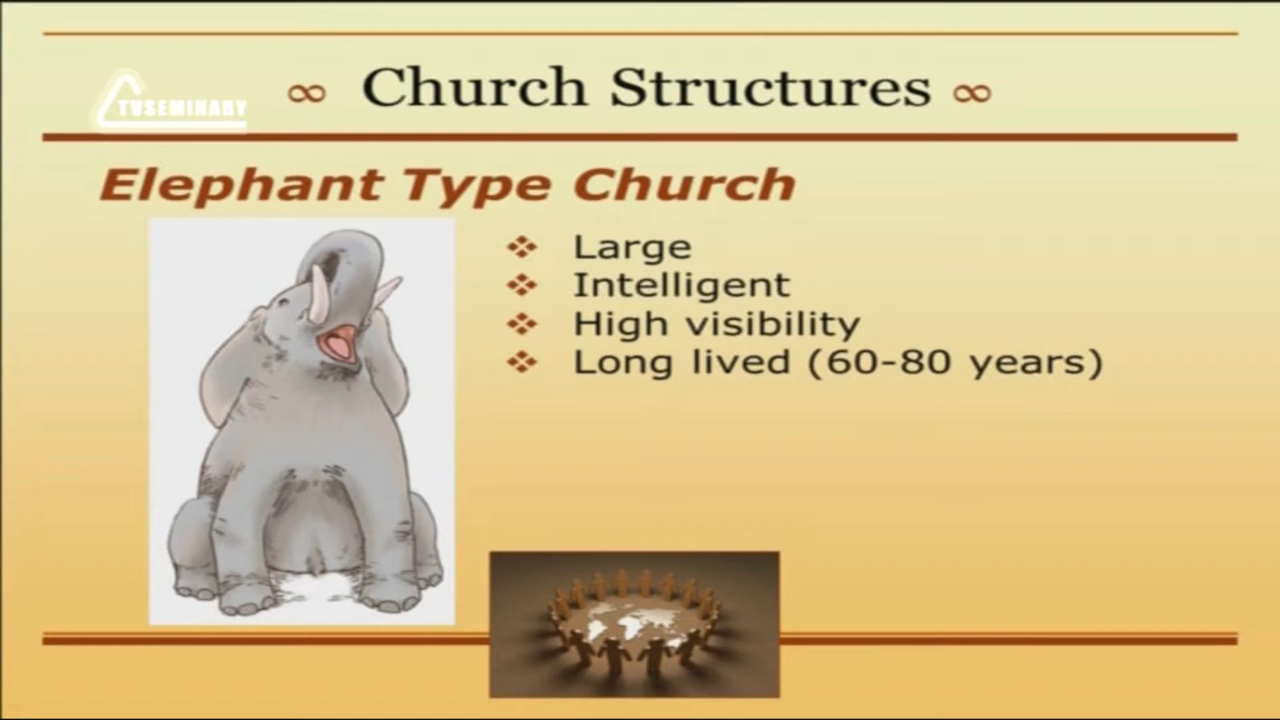 TVSEMINARY
∞ Church Structures ∞
Elephant Type Church
❖ Large
❖ Intelligent
❖ High visibility
❖ Long lived (60-80 years)